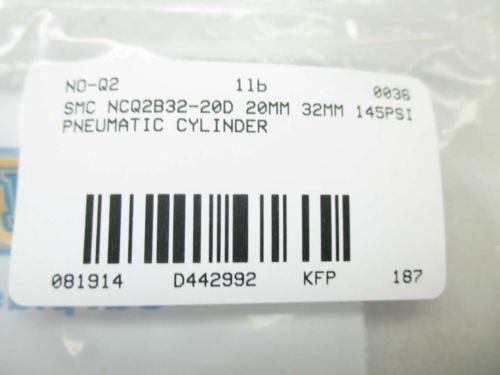 NO-Q2 1lb 0036
SMC NCQ2B32-20D 20MM 32MM 145PSI
PNEUMATIC CYLINDER
081914 D442992 KFP 187